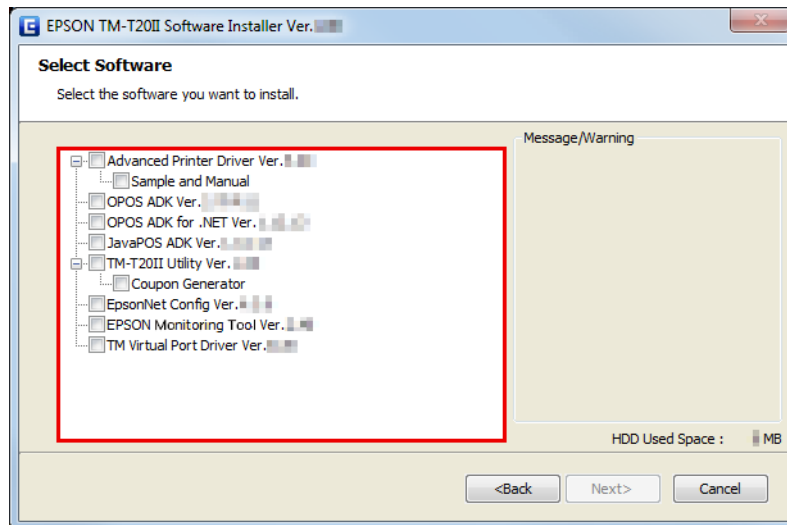 EPSON TM-T20II Software Installer Ver.
Select Software
Select the software you want to install.
Message/Warning
Advanced Printer Driver Ver.
Sample and Manual
OPOS ADK Ver.
OPOS ADK for .NET Ver.
JavaPOS ADK Ver.
TM-T20II Utility Ver.
Coupon Generator
EpsonNet Config Ver.
EPSON Monitoring Tool Ver.
TM Virtual Port Driver Ver.
HDD Used Space : MB
<Back Next> Cancel